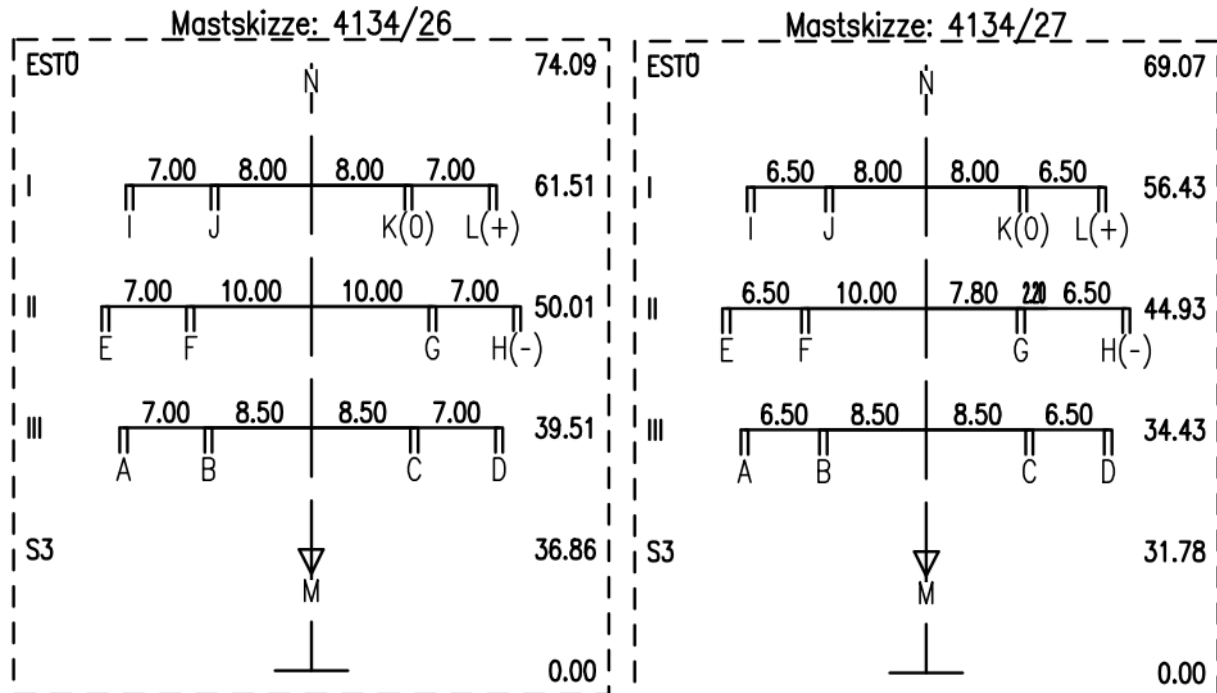 Mastskizze: 4134/26
ESTÜ 74.09
N
7.00 8.00 8.00 7.00
I 61.51
I J K(0) L(+)
7.00 10.00 10.00 7.00
II 50.01
E F G H(-)
7.00 8.50 8.50 7.00
III 39.51
A B C D
S3 36.86
M
0.00
Mastskizze: 4134/27
ESTÜ 69.07
N
6.50 8.00 8.00 6.50
I 56.43
I J K(0) L(+)
6.50 10.00 7.80 2.20 6.50
II 44.93
E F G H(-)
6.50 8.50 8.50 6.50
III 34.43
A B C D
S3 31.78
M
0.00